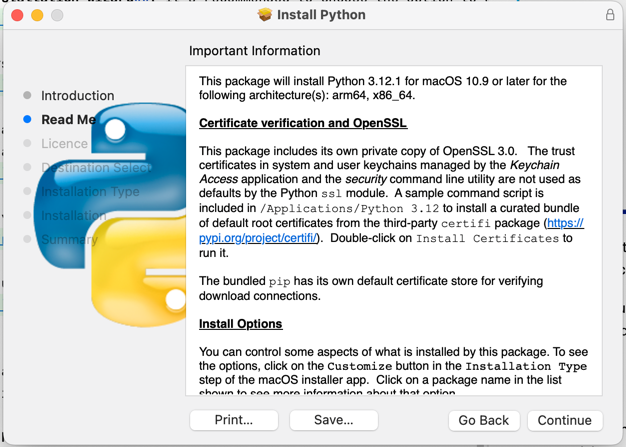 Install Python
Important Information
Introduction
Read Me
Licence
Destination Select
Installation Type
Installation
Summary
This package will install Python 3.12.1 for macOS 10.9 or later for the
following architecture(s): arm64, x86_64.
Certificate verification and OpenSSL
This package includes its own private copy of OpenSSL 3.0. The trust
certificates in system and user keychains managed by the Keychain
Access application and the security command line utility are not used as
defaults by the Python ssl module. A sample command script is
included in /Applications/Python 3.12 to install a curated bundle
of default root certificates from the third-party certifi package (https://
pypi.org/project/certifi/). Double-click on Install Certificates to
run it.
The bundled pip has its own default certificate store for verifying
download connections.
Install Options
You can control some aspects of what is installed by this package. To see
the options, click on the Customize button in the Installation Type
step of the macOS installer app. Click on a package name in the list
shown to see more information about that option
Print...
Save...
Go Back
Continue